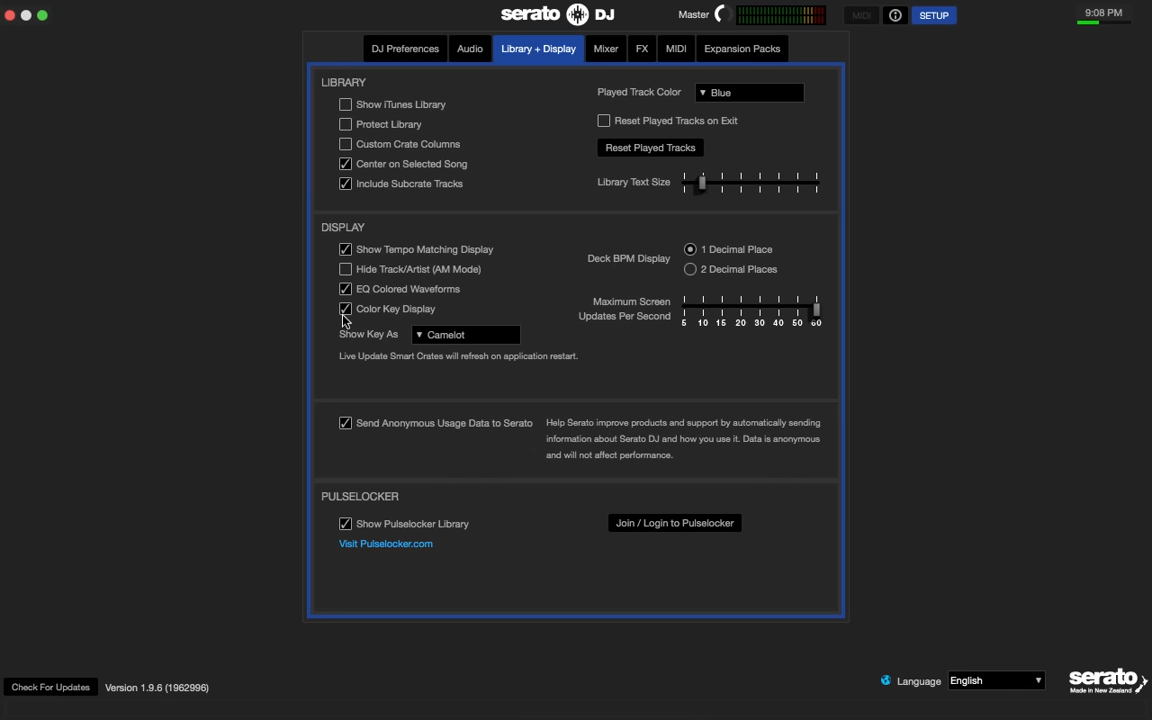 serato DJ
Master
MIDI
SETUP
9:08 PM
DJ Preferences
Audio
Library + Display
Mixer
FX
MIDI
Expansion Packs
LIBRARY
Show iTunes Library
Protect Library
Custom Crate Columns
Center on Selected Song
Include Subcrate Tracks
Played Track Color
▼ Blue
Reset Played Tracks on Exit
Reset Played Tracks
Library Text Size
DISPLAY
Show Tempo Matching Display
Hide Track/Artist (AM Mode)
EQ Colored Waveforms
Color Key Display
Show Key As
▼ Camelot
Live Update Smart Crates will refresh on application restart.
Deck BPM Display
1 Decimal Place
2 Decimal Places
Maximum Screen
Updates Per Second
5 10 15 20 30 40 50 60
Send Anonymous Usage Data to Serato
Help Serato improve products and support by automatically sending
information about Serato DJ and how you use it. Data is anonymous
and will not affect performance.
PULSELOCKER
Show Pulselocker Library
Visit Pulselocker.com
Join / Login to Pulselocker
Check For Updates
Version 1.9.6 (1962996)
Language
English
serato
Made in New Zealand